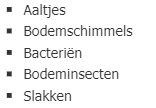 ▪ Aaltjes
▪ Bodemschimmels
▪ Bacteriën
▪ Bodeminsecten
▪ Slakken